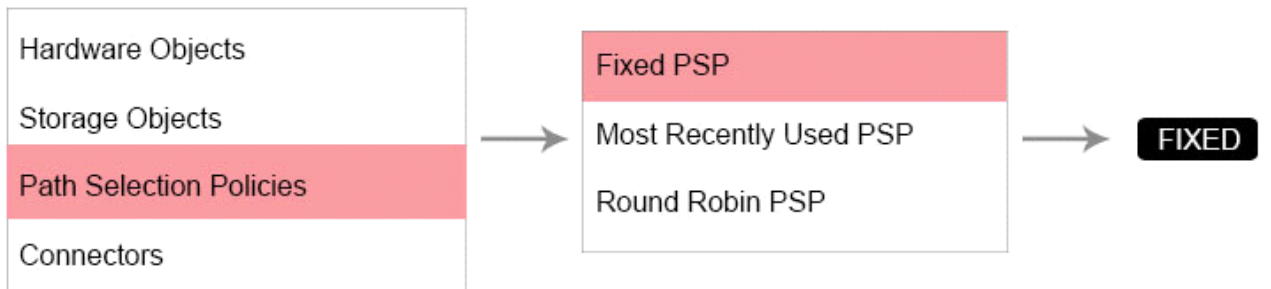 Hardware Objects
Storage Objects
Path Selection Policies
Connectors
Fixed PSP
Most Recently Used PSP
Round Robin PSP
FIXED